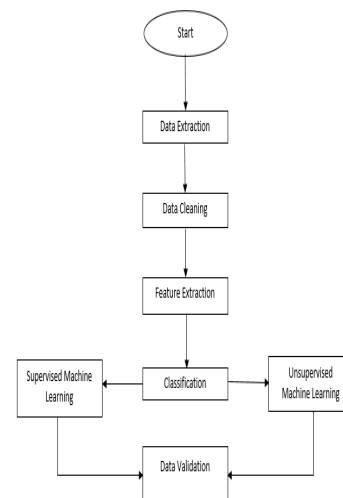 Start
Data Extraction
Data Cleaning
Feature Extraction
Supervised Machine
Learning
Classification
Unsupervised
Machine Learning
Data Validation